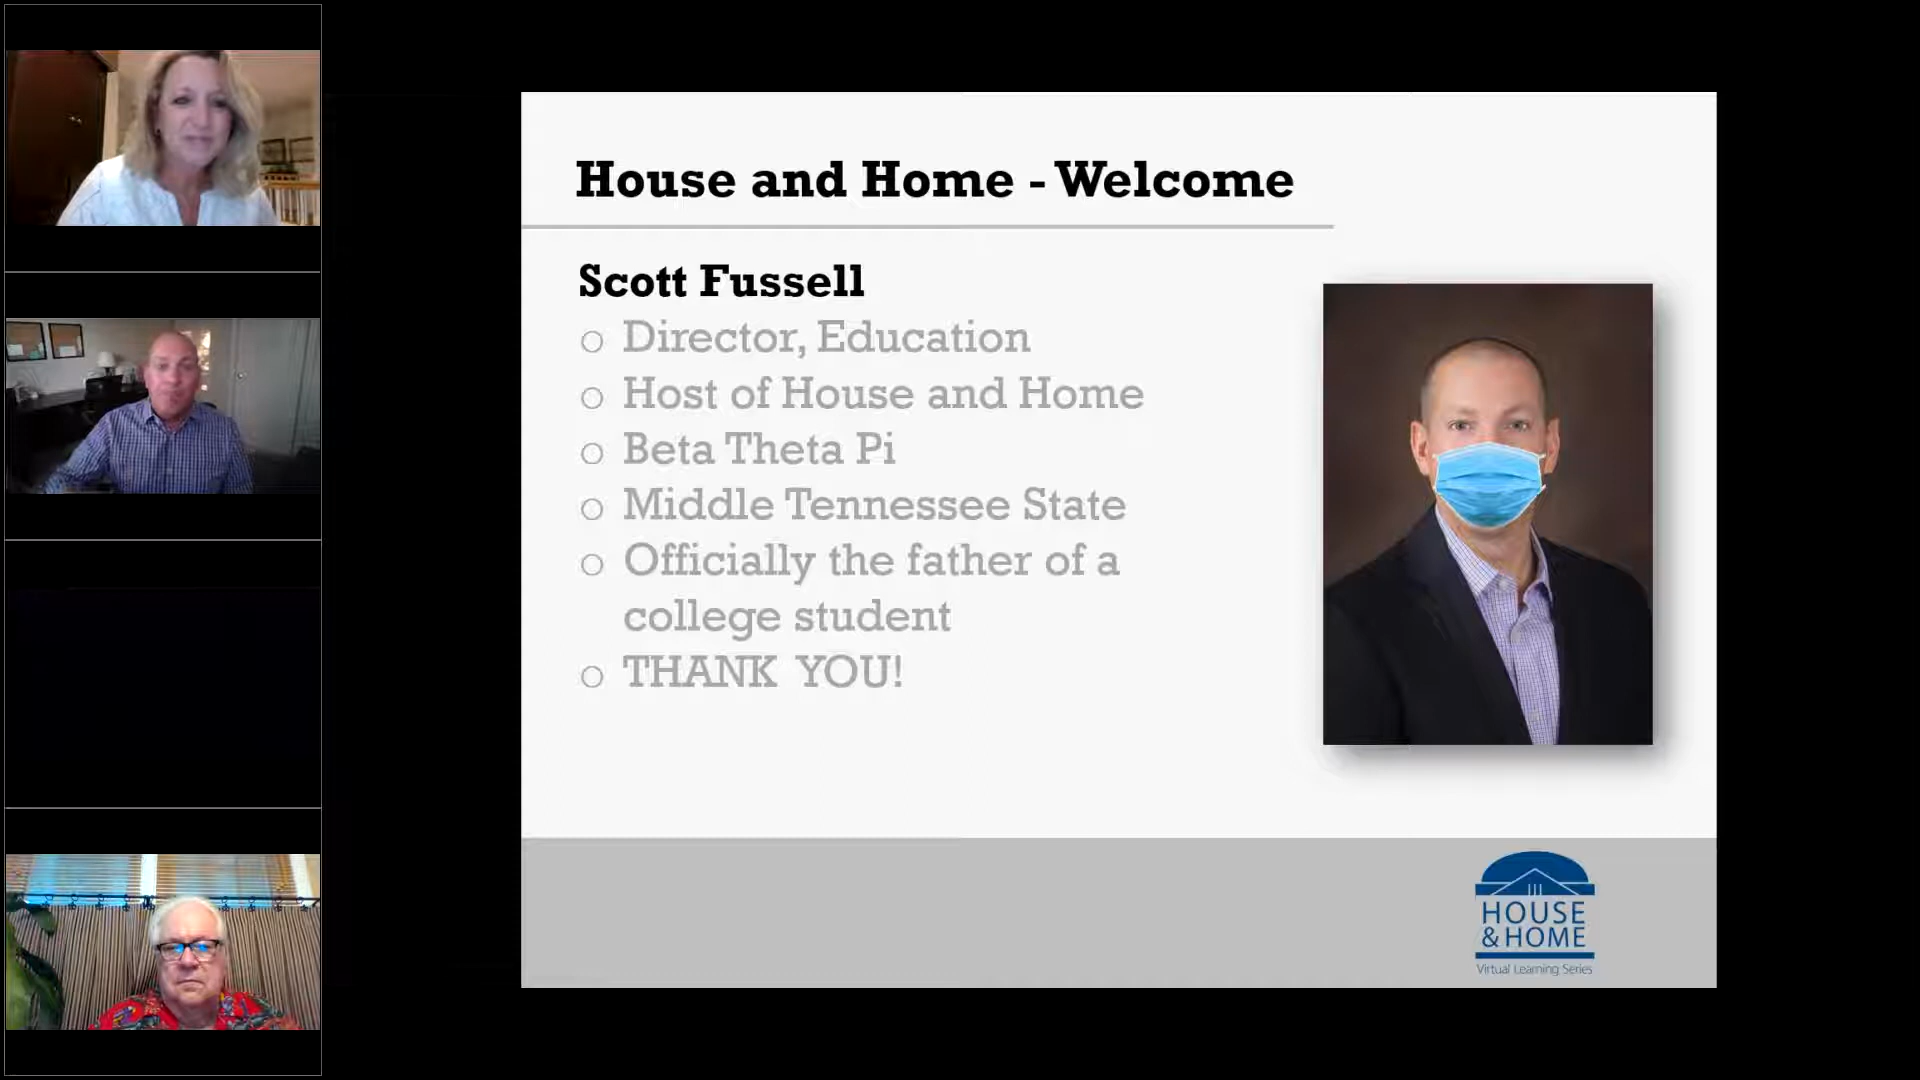 House and Home - Welcome
Scott Fussell
Director, Education
Host of House and Home
Beta Theta Pi
Middle Tennessee State
Officially the father of a
college student
THANK YOU!
HOUSE
& HOME
Virtual Learning Series